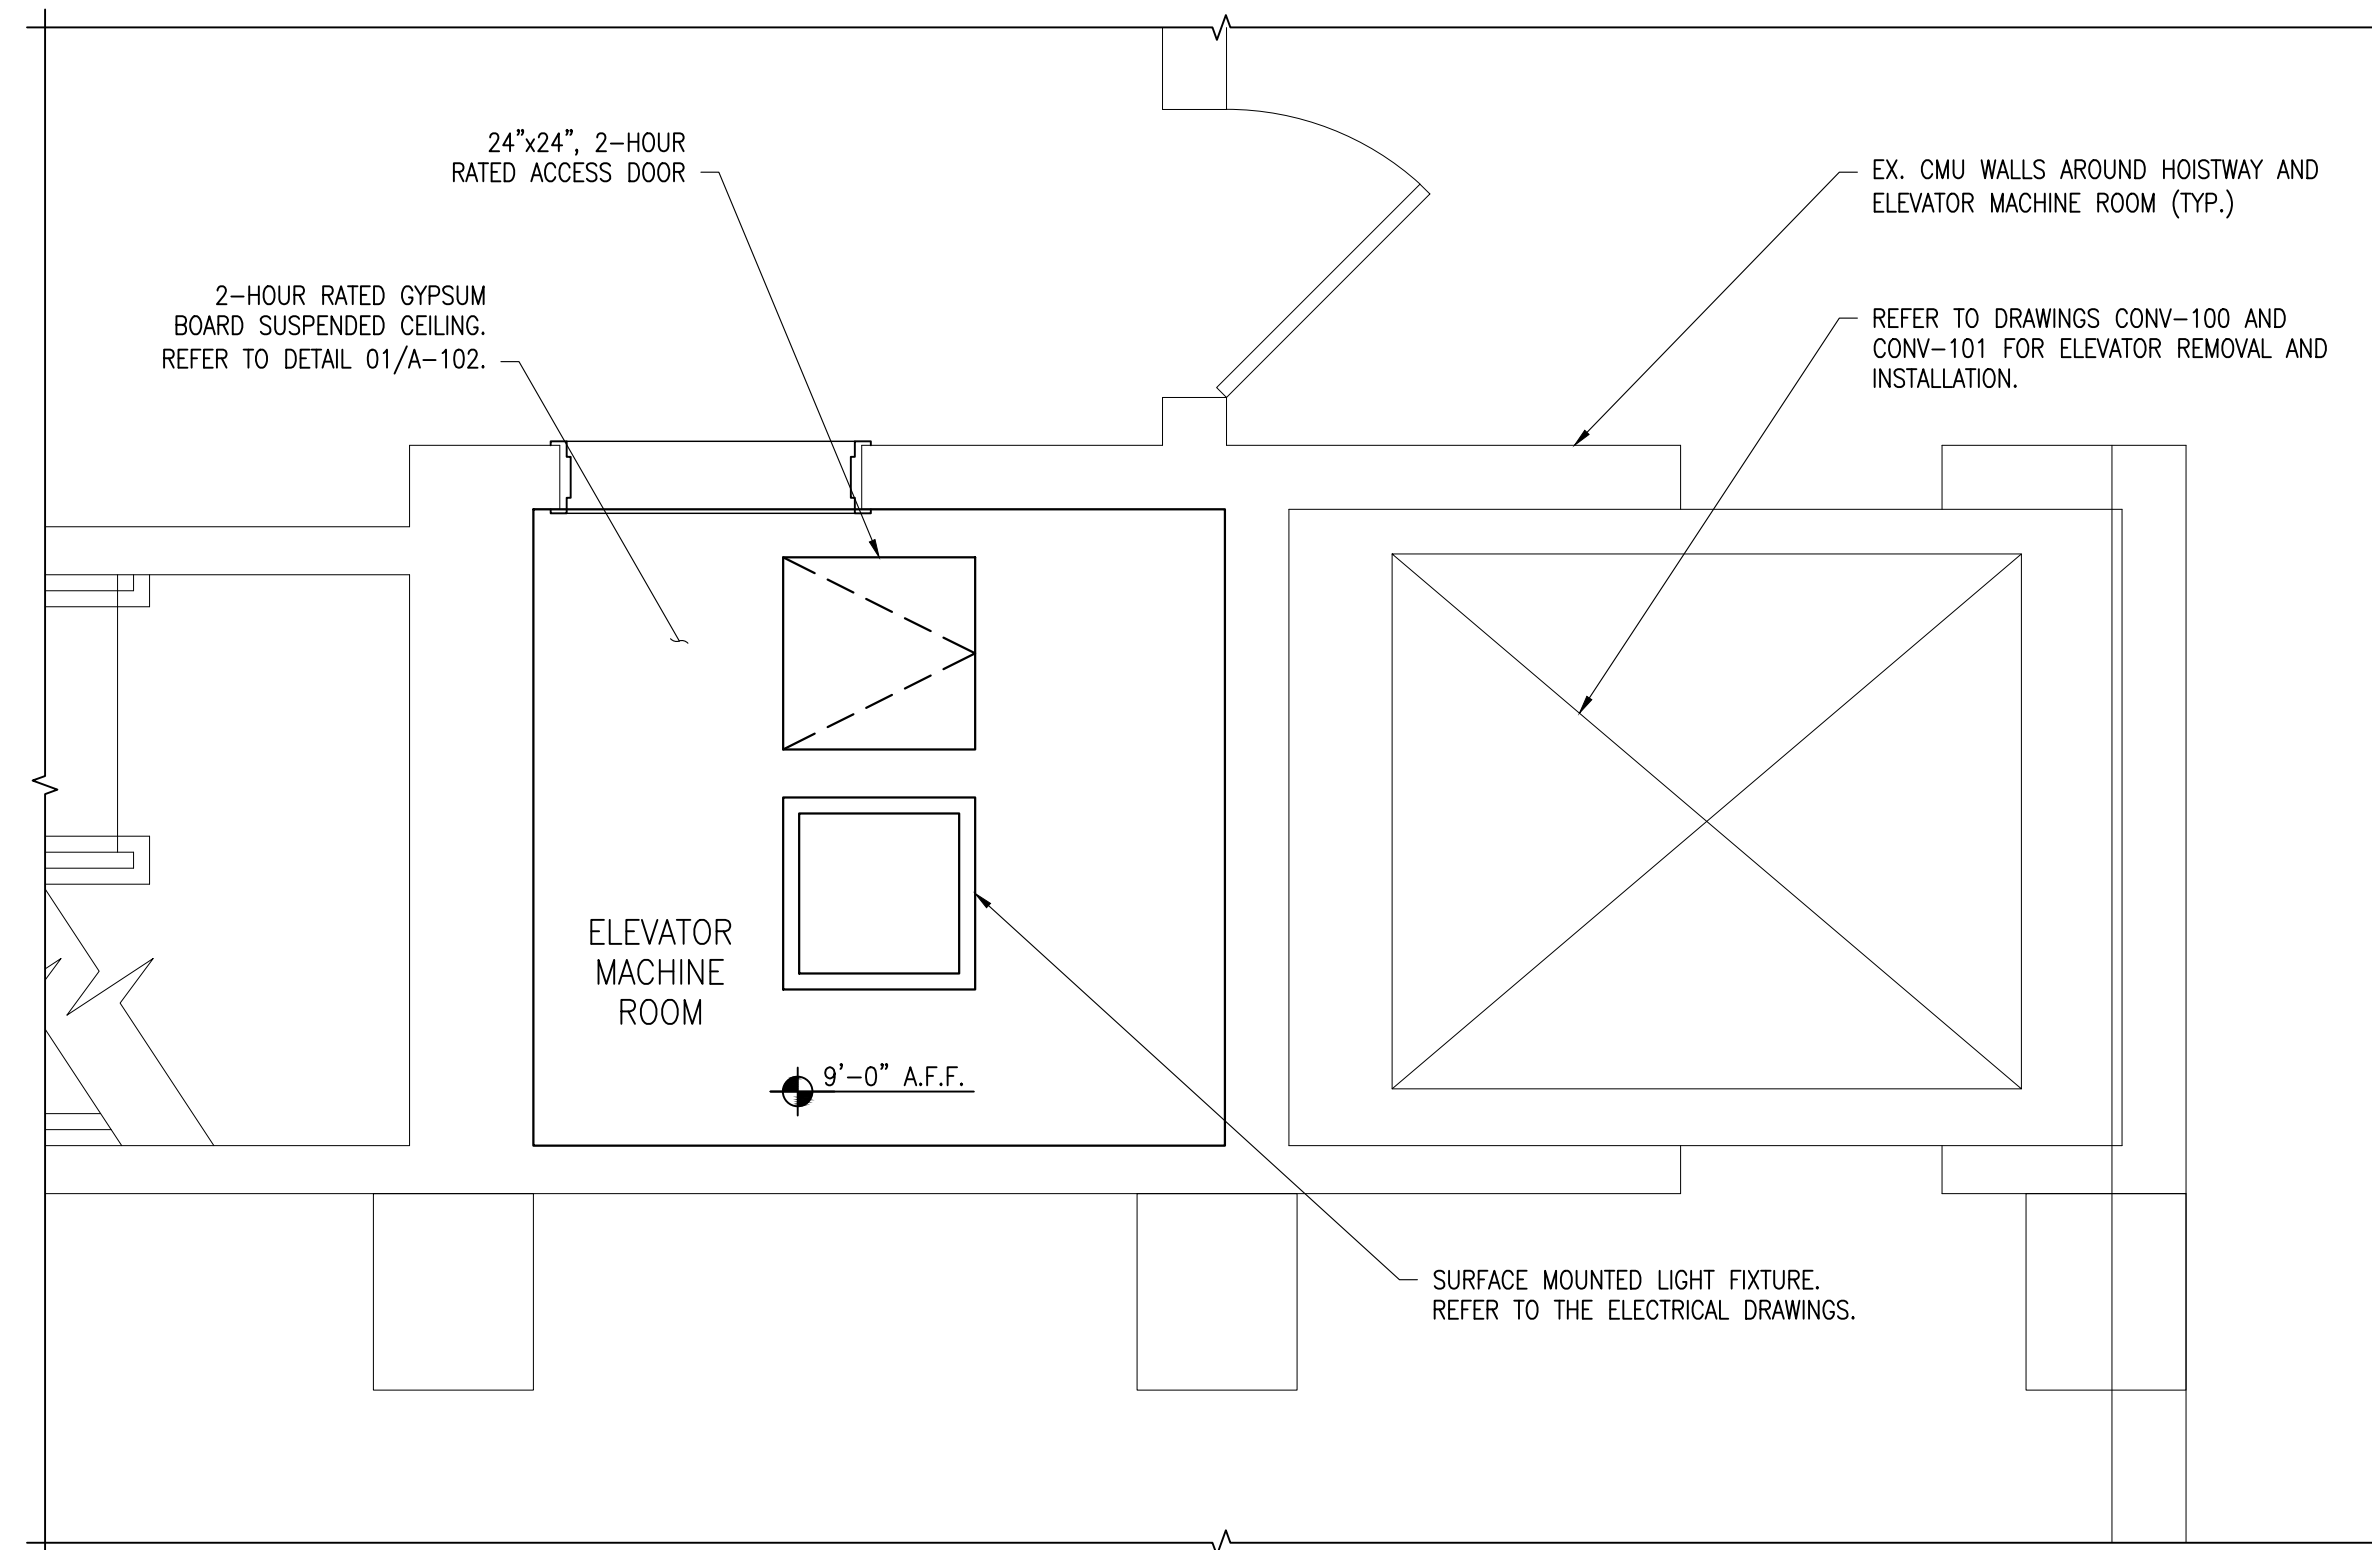 24"x24", 2-HOUR
RATED ACCESS DOOR
EX. CMU WALLS AROUND HOISTWAY AND
ELEVATOR MACHINE ROOM (TYP.)
2-HOUR RATED GYPSUM
BOARD SUSPENDED CEILING.
REFER TO DETAIL 01/A-102.
REFER TO DRAWINGS CONV-100 AND
CONV-101 FOR ELEVATOR REMOVAL AND
INSTALLATION.
ELEVATOR
MACHINE
ROOM
9'-0" A.F.F.
SURFACE MOUNTED LIGHT FIXTURE.
REFER TO THE ELECTRICAL DRAWINGS.